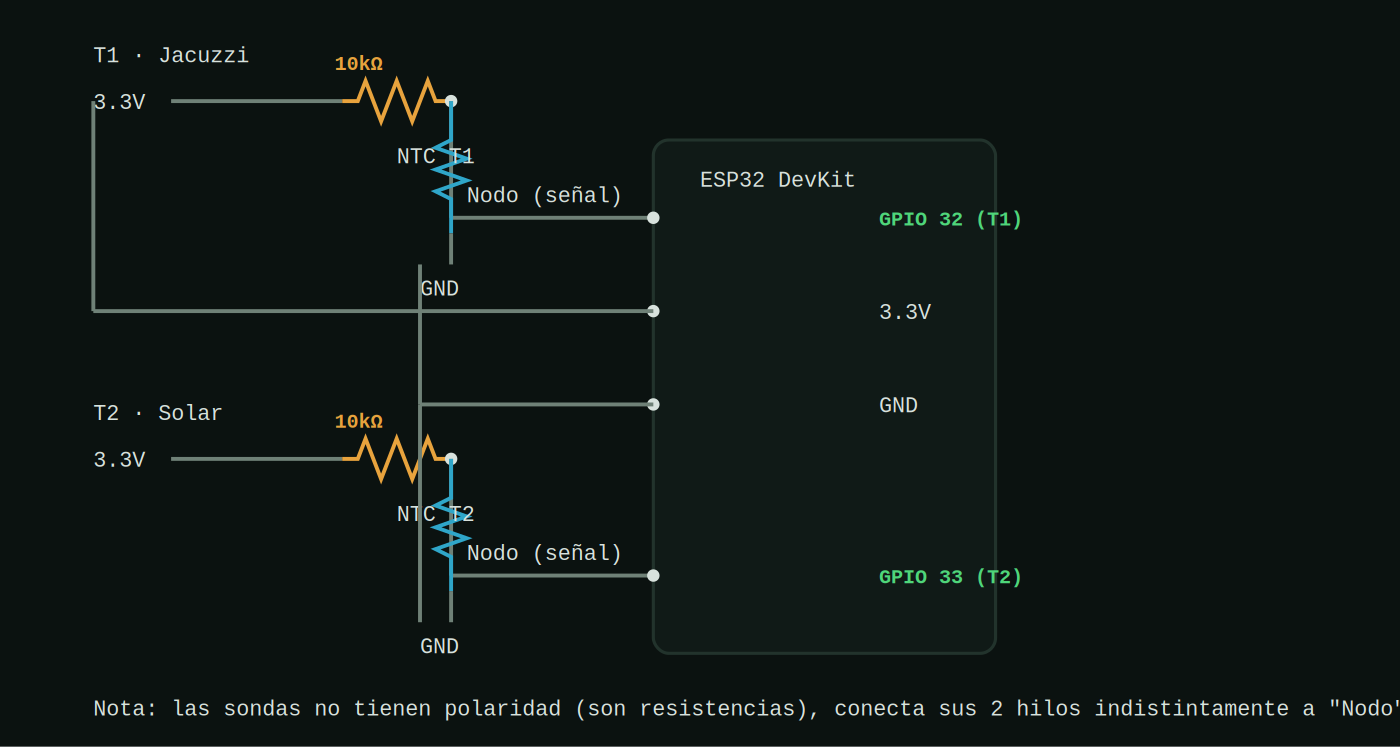 T1 · Jacuzzi
10kΩ
3.3V
NTC T1
Nodo (señal)
GND
ESP32 DevKit
GPIO 32 (T1)
3.3V
GND
T2 · Solar
10kΩ
3.3V
NTC T2
Nodo (señal)
GPIO 33 (T2)
GND
Nota: las sondas no tienen polaridad (son resistencias), conecta sus 2 hilos indistintamente a "Nodo"